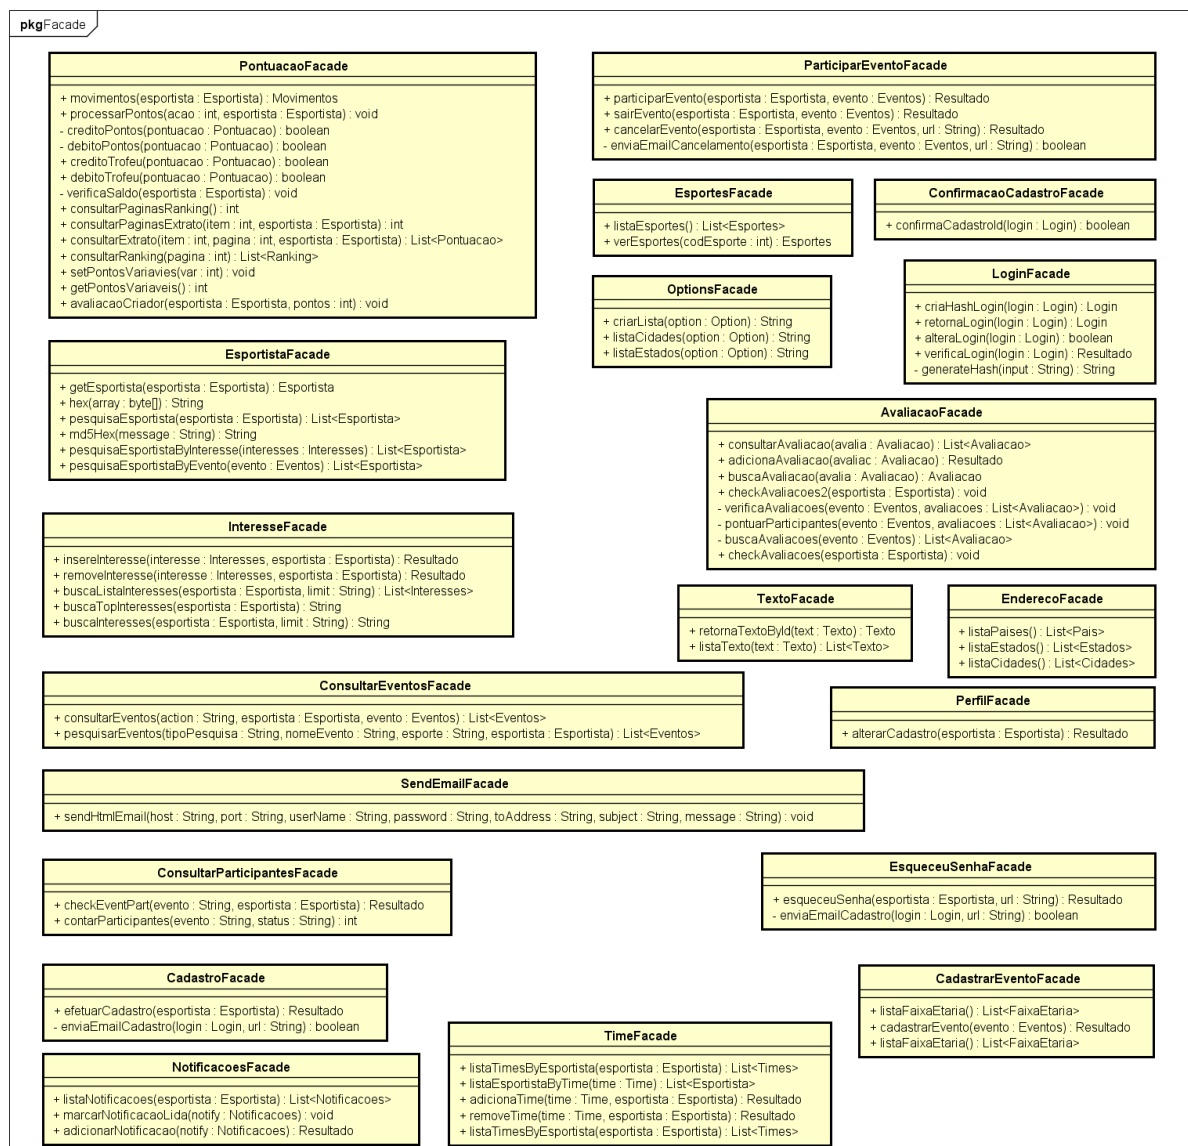 pkgFacade
PontuacaoFacade
+ movimentos(esportista : Esportista) : Movimentos
+ processarPontos(acao : int, esportista : Esportista) : void
- creditoPontos(pontuacao : Pontuacao) : boolean
- debitoPontos(pontuacao : Pontuacao) : boolean
+ creditoTrofeu(pontuacao : Pontuacao) : boolean
+ debitoTrofeu(pontuacao : Pontuacao) : boolean
- verificaSaldo(esportista : Esportista) : void
+ consultarPaginasRanking() : int
+ consultarPaginasExtrato(item : int, esportista : Esportista) : int
+ consultarExtrato(item : int, pagina : int, esportista : Esportista) : List<Pontuacao>
+ consultarRanking(pagina : int) : List<Ranking>
+ setPontosVariavies(var : int) : void
+ getPontosVariaveis() : int
+ avaliacaoCriador(esportista : Esportista, pontos : int) : void
ParticiparEventoFacade
+ participarEvento(esportista : Esportista, evento : Eventos) : Resultado
+ sairEvento(esportista : Esportista, evento : Eventos) : Resultado
+ cancelarEvento(esportista : Esportista, evento : Eventos, url : String) : Resultado
- enviaEmailCancelamento(esportista : Esportista, evento : Eventos, url : String) : boolean
EsportesFacade
+ listaEsportes() : List<Esportes>
+ verEsportes(codEsporte : int) : Esportes
ConfirmacaoCadastroFacade
+ confirmaCadastroId(login : Login) : boolean
OptionsFacade
+ criarLista(option : Option) : String
+ listaCidades(option : Option) : String
+ listaEstados(option : Option) : String
LoginFacade
+ criaHashLogin(login : Login) : Login
+ retornaLogin(login : Login) : Login
+ alteraLogin(login : Login) : boolean
+ verificaLogin(login : Login) : Resultado
- generateHash(input : String) : String
EsportistaFacade
+ getEsportista(esportista : Esportista) : Esportista
+ hex(array : byte[]) : String
+ pesquisaEsportista(esportista : Esportista) : List<Esportista>
+ md5Hex(message : String) : String
+ pesquisaEsportistaByInteresse(interesses : Interesses) : List<Esportista>
+ pesquisaEsportistaByEvento(evento : Eventos) : List<Esportista>
AvaliacaoFacade
+ consultarAvaliacao(avalia : Avaliacao) : List<Avaliacao>
+ adicionaAvaliacao(avaliac : Avaliacao) : Resultado
+ buscaAvaliacao(avalia : Avaliacao) : Avaliacao
+ checkAvaliacoes2(esportista : Esportista) : void
- verificaAvaliacoes(evento : Eventos, avaliacoes : List<Avaliacao>) : void
- pontuarParticipantes(evento : Eventos, avaliacoes : List<Avaliacao>) : void
- buscaAvaliacoes(evento : Eventos) : List<Avaliacao>
+ checkAvaliacoes(esportista : Esportista) : void
InteresseFacade
+ insereInteresse(interesse : Interesses, esportista : Esportista) : Resultado
+ removeInteresse(interesse : Interesses, esportista : Esportista) : Resultado
+ buscaListaInteresses(esportista : Esportista, limit : String) : List<Interesses>
+ buscaTopInteresses(esportista : Esportista) : String
+ buscaInteresses(esportista : Esportista, limit : String) : String
TextoFacade
+ retornaTextoById(text : Texto) : Texto
+ listaTexto(text : Texto) : List<Texto>
EnderecoFacade
+ listaPaises() : List<Pais>
+ listaEstados() : List<Estados>
+ listaCidades() : List<Cidades>
ConsultarEventosFacade
+ consultarEventos(action : String, esportista : Esportista, evento : Eventos) : List<Eventos>
+ pesquisarEventos(tipoPesquisa : String, nomeEvento : String, esporte : String, esportista : Esportista) : List<Eventos>
PerfilFacade
+ alterarCadastro(esportista : Esportista) : Resultado
SendEmailFacade
+ sendHtmlEmail(host : String, port : String, userName : String, password : String, toAddress : String, subject : String, message : String) : void
ConsultarParticipantesFacade
+ checkEventPart(evento : String, esportista : Esportista) : Resultado
+ contarParticipantes(evento : String, status : String) : int
EsqueceuSenhaFacade
+ esqueceuSenha(esportista : Esportista, url : String) : Resultado
- enviaEmailCadastro(login : Login, url : String) : boolean
CadastroFacade
+ efetuarCadastro(esportista : Esportista) : Resultado
- enviaEmailCadastro(login : Login, url : String) : boolean
CadastrarEventoFacade
+ listaFaixaEtaria() : List<FaixaEtaria>
+ cadastrarEvento(evento : Eventos) : Resultado
+ listaFaixaEtaria() : List<FaixaEtaria>
NotificacoesFacade
+ listaNotificacoes(esportista : Esportista) : List<Notificacoes>
+ marcarNotificacaoLida(notify : Notificacoes) : void
+ adicionarNotificacao(notify : Notificacoes) : Resultado
TimeFacade
+ listaTimesByEsportista(esportista : Esportista) : List<Times>
+ listaEsportistaByTime(time : Time) : List<Esportista>
+ adicionaTime(time : Time, esportista : Esportista) : Resultado
+ removeTime(time : Time, esportista : Esportista) : Resultado
+ listaTimesByEsportista(esportista : Esportista) : List<Times>